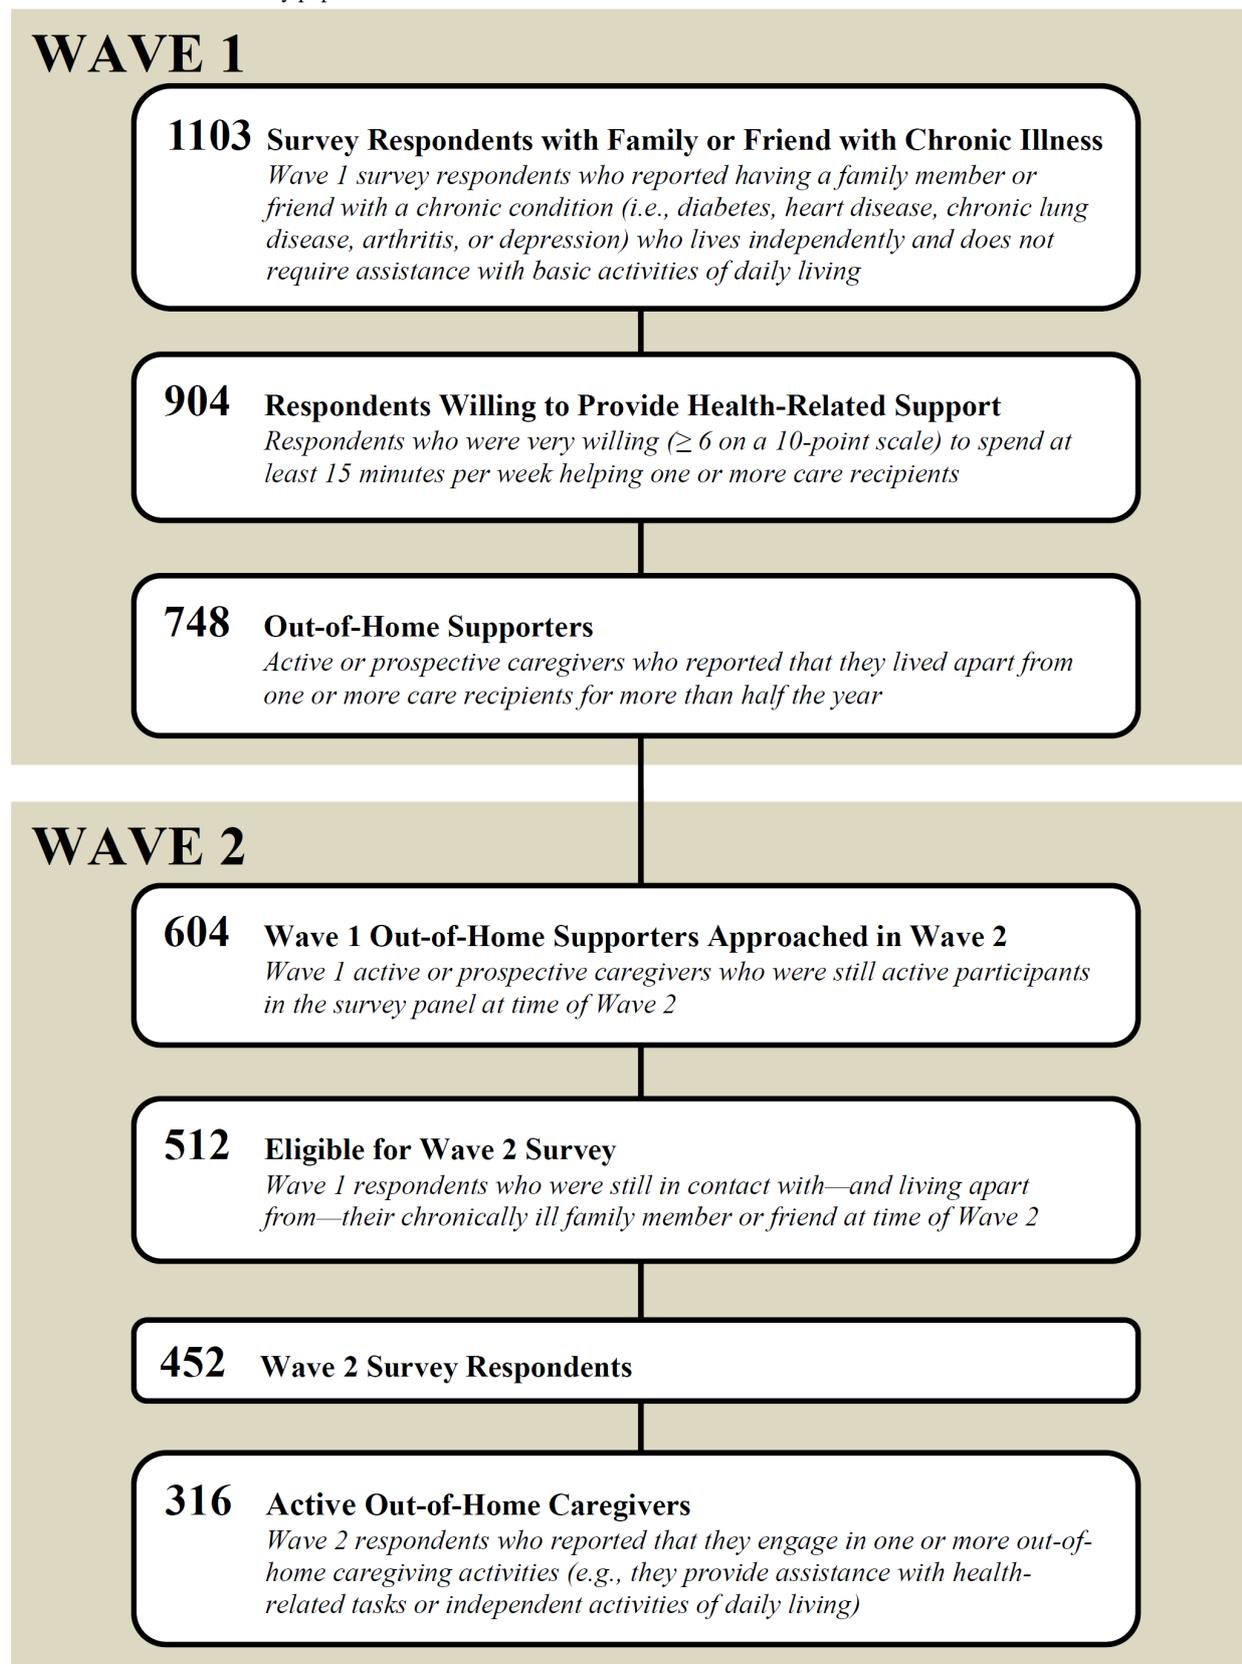 WAVE 1
1103 Survey Respondents with Family or Friend with Chronic Illness
Wave 1 survey respondents who reported having a family member or
friend with a chronic condition (i.e., diabetes, heart disease, chronic lung
disease, arthritis, or depression) who lives independently and does not
require assistance with basic activities of daily living
904 Respondents Willing to Provide Health-Related Support
Respondents who were very willing (≥ 6 on a 10-point scale) to spend at
least 15 minutes per week helping one or more care recipients
748 Out-of-Home Supporters
Active or prospective caregivers who reported that they lived apart from
one or more care recipients for more than half the year
WAVE 2
604 Wave 1 Out-of-Home Supporters Approached in Wave 2
Wave 1 active or prospective caregivers who were still active participants
in the survey panel at time of Wave 2
512 Eligible for Wave 2 Survey
Wave 1 respondents who were still in contact with—and living apart
from—their chronically ill family member or friend at time of Wave 2
452 Wave 2 Survey Respondents
316 Active Out-of-Home Caregivers
Wave 2 respondents who reported that they engage in one or more out-of-
home caregiving activities (e.g., they provide assistance with health-
related tasks or independent activities of daily living)